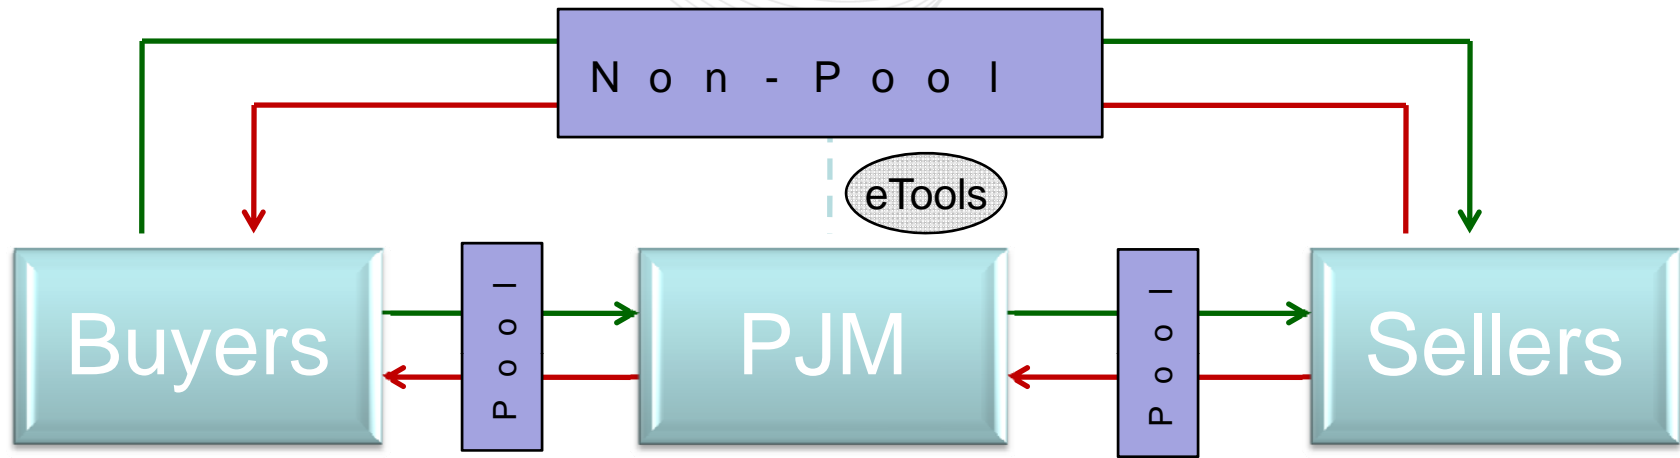 Non-Pool
eTools
Buyers
Pool
PJM
Pool
Sellers